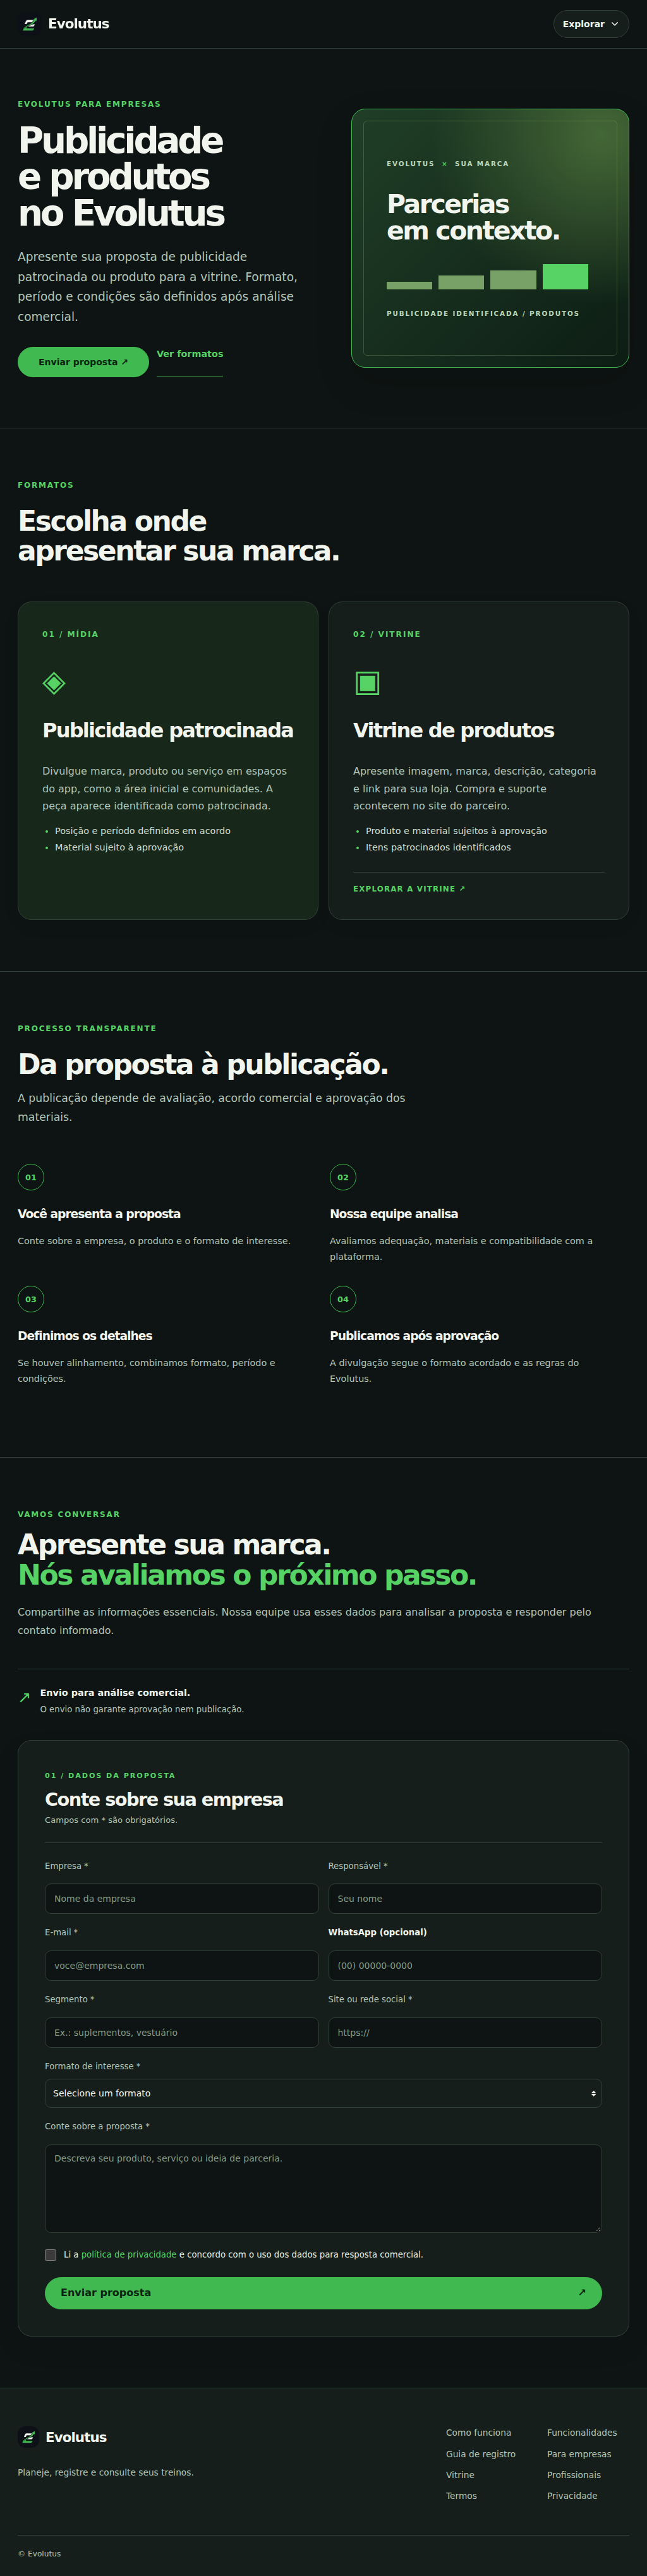 Evolutus
Explorar
EVOLUTUS PARA EMPRESAS
Publicidade
e produtos
no Evolutus
Apresente sua proposta de publicidade
patrocinada ou produto para a vitrine. Formato,
período e condições são definidos após análise
comercial.
Enviar proposta ↗
Ver formatos
EVOLUTUS × SUA MARCA
Parcerias
em contexto.
PUBLICIDADE IDENTIFICADA / PRODUTOS
FORMATOS
Escolha onde
apresentar sua marca.
01 / MÍDIA
Publicidade patrocinada
Divulgue marca, produto ou serviço em espaços
do app, como a área inicial e comunidades. A
peça aparece identificada como patrocinada.
• Posição e período definidos em acordo
• Material sujeito à aprovação
02 / VITRINE
Vitrine de produtos
Apresente imagem, marca, descrição, categoria
e link para sua loja. Compra e suporte
acontecem no site do parceiro.
• Produto e material sujeitos à aprovação
• Itens patrocinados identificados
EXPLORAR A VITRINE ↗
PROCESSO TRANSPARENTE
Da proposta à publicação.
A publicação depende de avaliação, acordo comercial e aprovação dos
materiais.
01
Você apresenta a proposta
Conte sobre a empresa, o produto e o formato de interesse.
02
Nossa equipe analisa
Avaliamos adequação, materiais e compatibilidade com a
plataforma.
03
Definimos os detalhes
Se houver alinhamento, combinamos formato, período e
condições.
04
Publicamos após aprovação
A divulgação segue o formato acordado e as regras do
Evolutus.
VAMOS CONVERSAR
Apresente sua marca.
Nós avaliamos o próximo passo.
Compartilhe as informações essenciais. Nossa equipe usa esses dados para analisar a proposta e responder pelo
contato informado.
↗
Envio para análise comercial.
O envio não garante aprovação nem publicação.
01 / DADOS DA PROPOSTA
Conte sobre sua empresa
Campos com * são obrigatórios.
Empresa *
Nome da empresa
Responsável *
Seu nome
E-mail *
voce@empresa.com
WhatsApp (opcional)
(00) 00000-0000
Segmento *
Ex.: suplementos, vestuário
Site ou rede social *
https://
Formato de interesse *
Selecione um formato
Conte sobre a proposta *
Descreva seu produto, serviço ou ideia de parceria.
Li a política de privacidade e concordo com o uso dos dados para resposta comercial.
Enviar proposta ↗
Evolutus
Planeje, registre e consulte seus treinos.
Como funciona
Guia de registro
Vitrine
Termos
Funcionalidades
Para empresas
Profissionais
Privacidade
© Evolutus